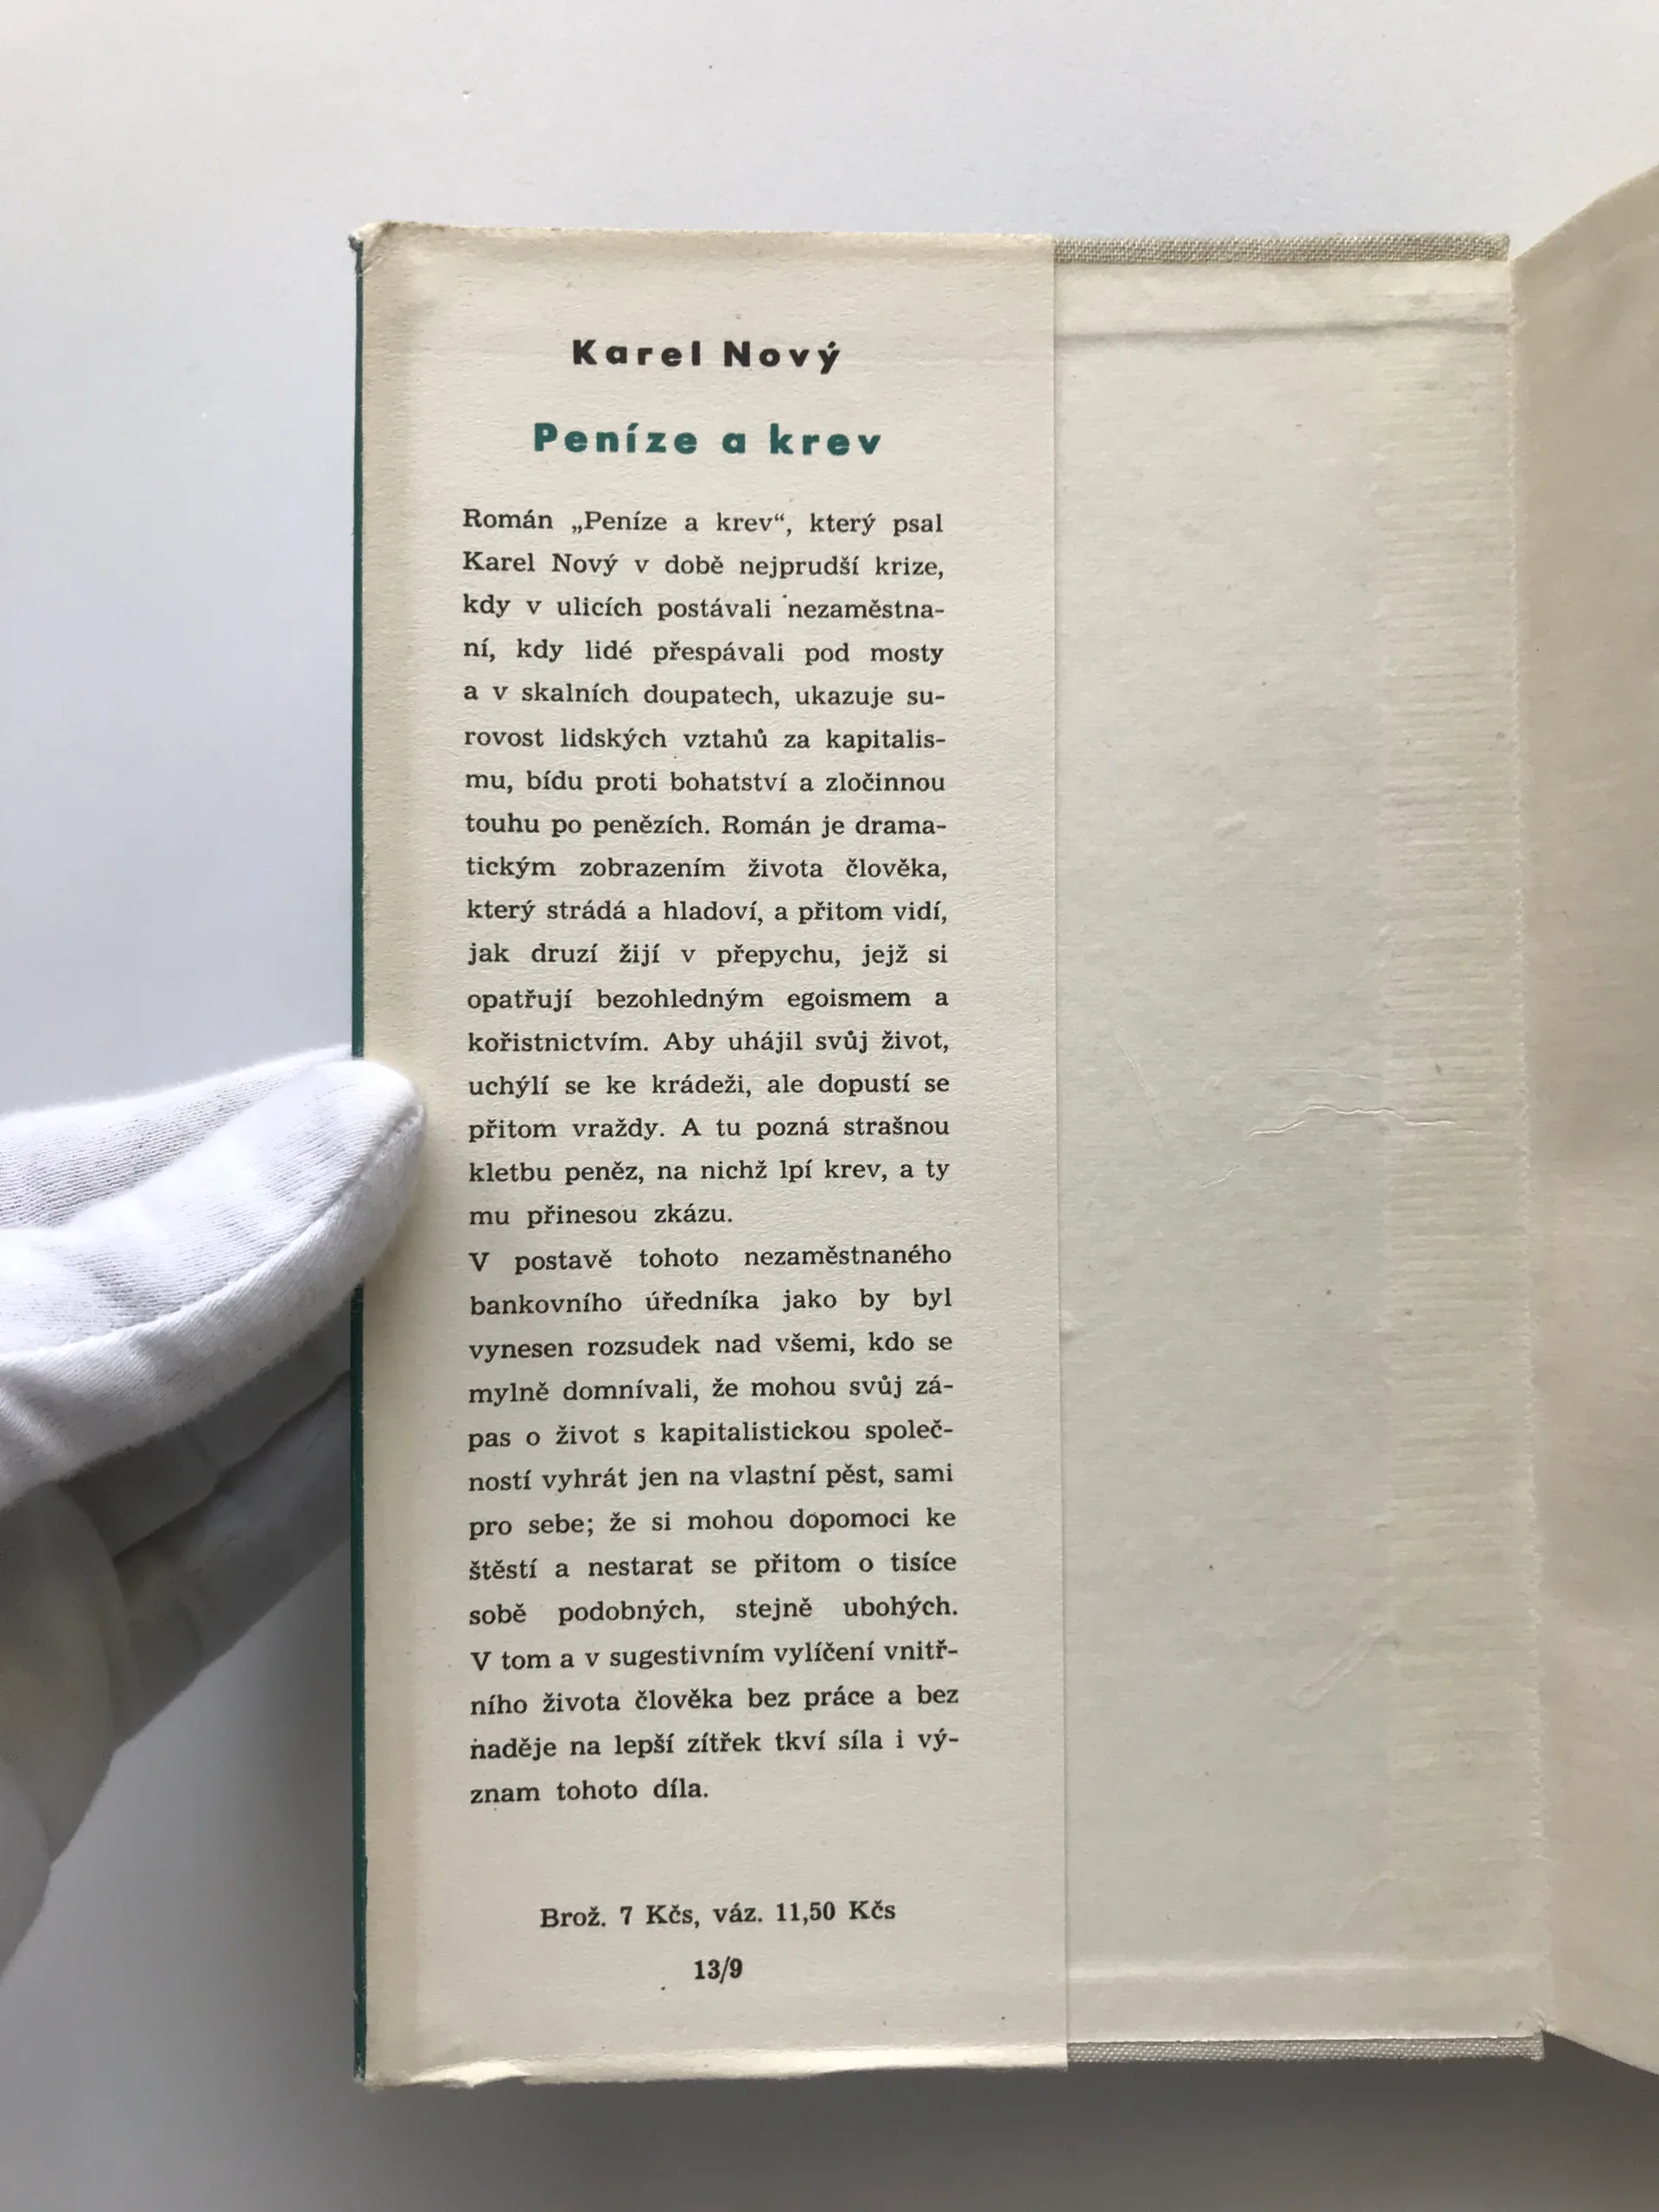 Karel Nový
Peníze a krev
Román „Peníze a krev“, který psal
Karel Nový v době nejprudší krize,
kdy v ulicích postávali nezaměstna-
ní, kdy lidé přespávali pod mosty
a v skalních doupatech, ukazuje su-
rovost lidských vztahů za kapitalis-
mu, bídu proti bohatství a zločinnou
touhu po penězích. Román je drama-
tickým zobrazením života člověka,
který strádá a hladoví, a přitom vidí,
jak druzí žijí v přepychu, jejž si
opatřují bezohledným egoismem a
kořistnictvím. Aby uhájil svůj život,
uchýlí se ke krádeži, ale dopustí se
přitom vraždy. A tu pozná strašnou
kletbu peněz, na nichž lpí krev, a ty
mu přinesou zkázu.
V postavě tohoto nezaměstnaného
bankovního úředníka jako by byl
vynesen rozsudek nad všemi, kdo se
mylně domnívali, že mohou svůj zá-
pas o život s kapitalistickou společ-
ností vyhrát jen na vlastní pěst, sami
pro sebe; že si mohou dopomoci ke
štěstí a nestarat se přitom o tisíce
sobě podobných, stejně ubohých.
V tom a v sugestivním vylíčení vnitř-
ního života člověka bez práce a bez
naděje na lepší zítřek tkví síla i vý-
znam tohoto díla.
Brož. 7 Kčs, váz. 11,50 Kčs
13/9